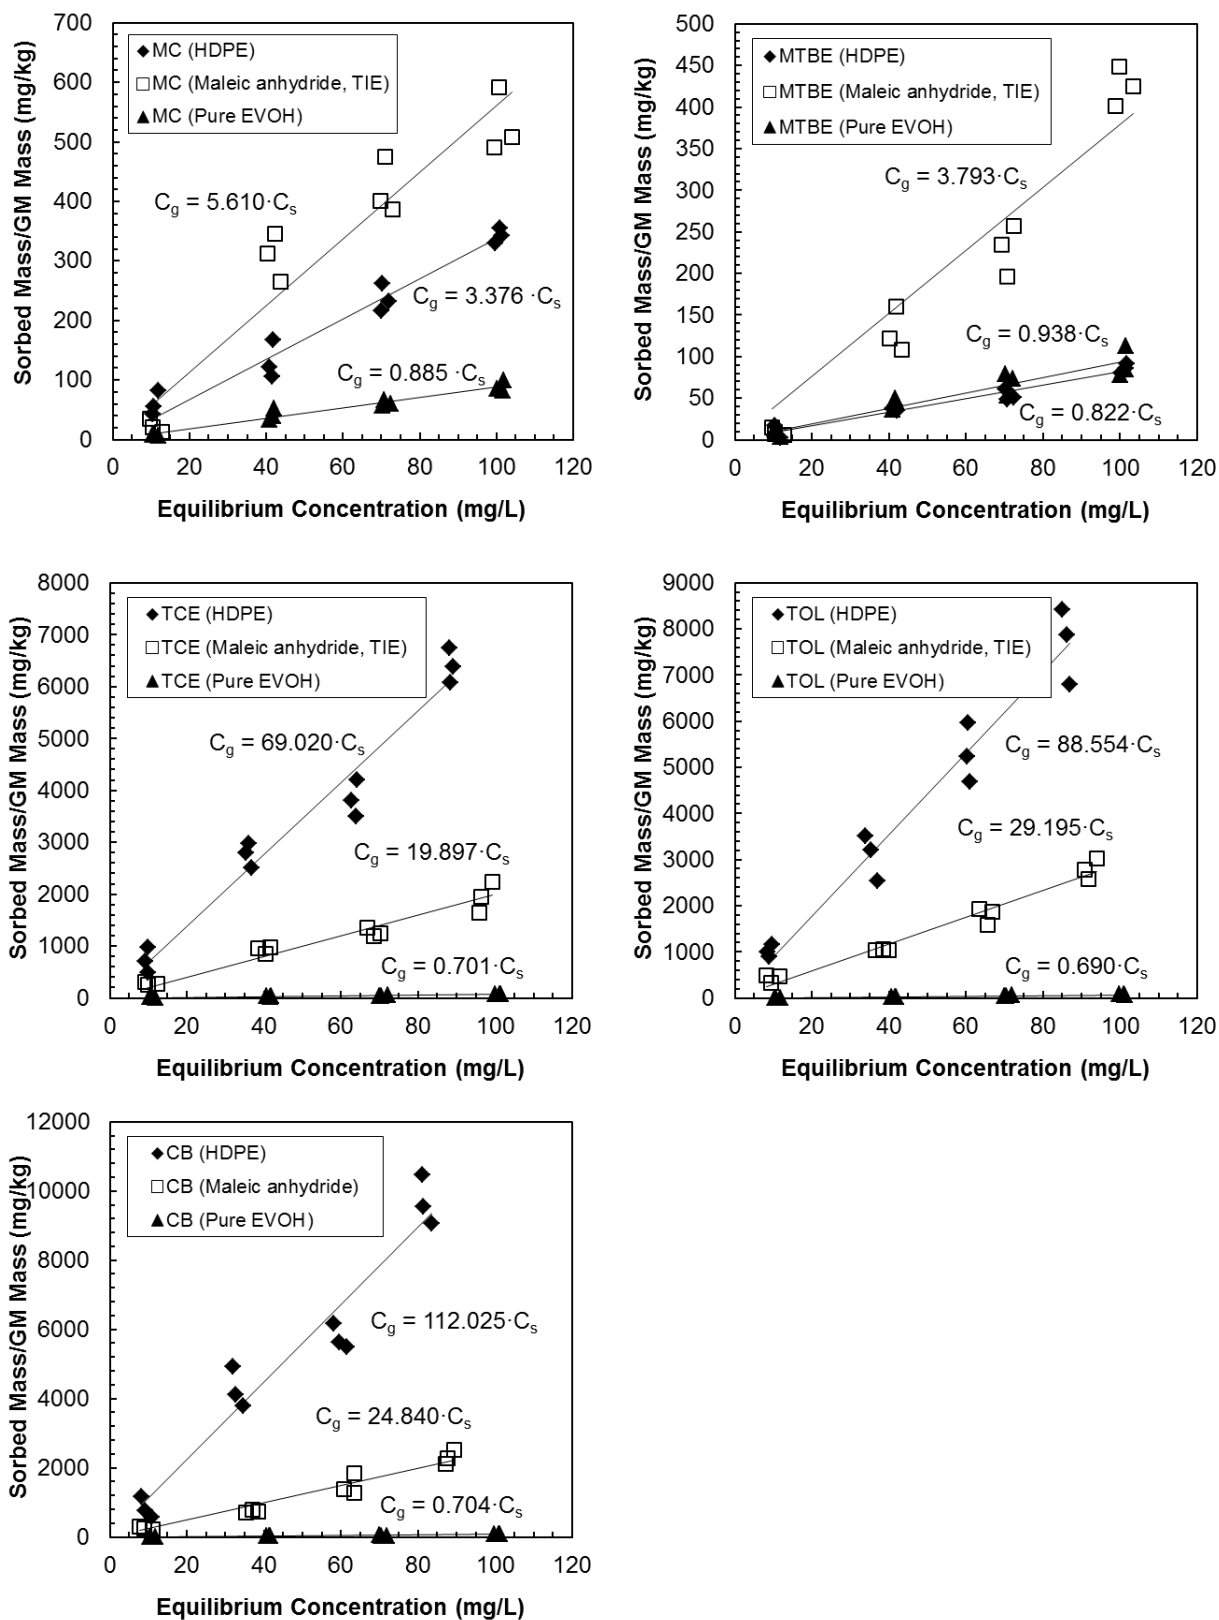 Sorbed Mass/GM Mass (mg/kg)
700
600
500
400
300
200
100
0
MC (HDPE)
MC (Maleic anhydride, TIE)
MC (Pure EVOH)
Cg = 5.610·Cs
Cg = 3.376 ·Cs
Cg = 0.885 ·Cs
0 20 40 60 80 100 120
Equilibrium Concentration (mg/L)
Sorbed Mass/GM Mass (mg/kg)
500
450
400
350
300
250
200
150
100
50
0
MTBE (HDPE)
MTBE (Maleic anhydride, TIE)
MTBE (Pure EVOH)
Cg = 3.793·Cs
Cg = 0.938·Cs
Cg = 0.822·Cs
0 20 40 60 80 100 120
Equilibrium Concentration (mg/L)
Sorbed Mass/GM Mass (mg/kg)
8000
7000
6000
5000
4000
3000
2000
1000
0
TCE (HDPE)
TCE (Maleic anhydride, TIE)
TCE (Pure EVOH)
Cg = 69.020·Cs
Cg = 19.897·Cs
Cg = 0.701·Cs
0 20 40 60 80 100 120
Equilibrium Concentration (mg/L)
Sorbed Mass/GM Mass (mg/kg)
9000
8000
7000
6000
5000
4000
3000
2000
1000
0
TOL (HDPE)
TOL (Maleic anhydride, TIE)
TOL (Pure EVOH)
Cg = 88.554·Cs
Cg = 29.195·Cs
Cg = 0.690·Cs
0 20 40 60 80 100 120
Equilibrium Concentration (mg/L)
Sorbed Mass/GM Mass (mg/kg)
12000
10000
8000
6000
4000
2000
0
CB (HDPE)
CB (Maleic anhydride)
CB (Pure EVOH)
Cg = 112.025·Cs
Cg = 24.840·Cs
Cg = 0.704·Cs
0 20 40 60 80 100 120
Equilibrium Concentration (mg/L)